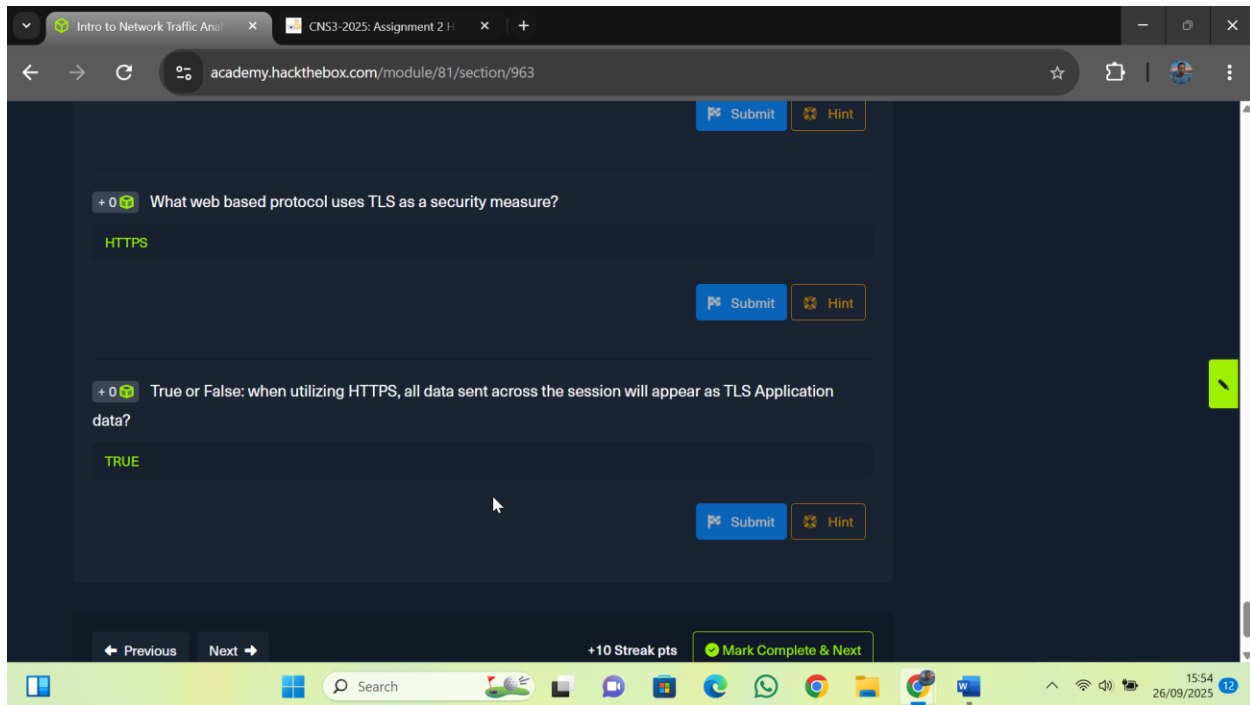 Intro to Network Traffic Anal
CNS3-2025: Assignment 2 H
academy.hackthebox.com/module/81/section/963
Submit
Hint
+ 0 What web based protocol uses TLS as a security measure?
HTTPS
Submit
Hint
+ 0 True or False: when utilizing HTTPS, all data sent across the session will appear as TLS Application
data?
TRUE
Submit
Hint
Previous
Next
+10 Streak pts
Mark Complete & Next
Search
15:54
26/09/2025
12